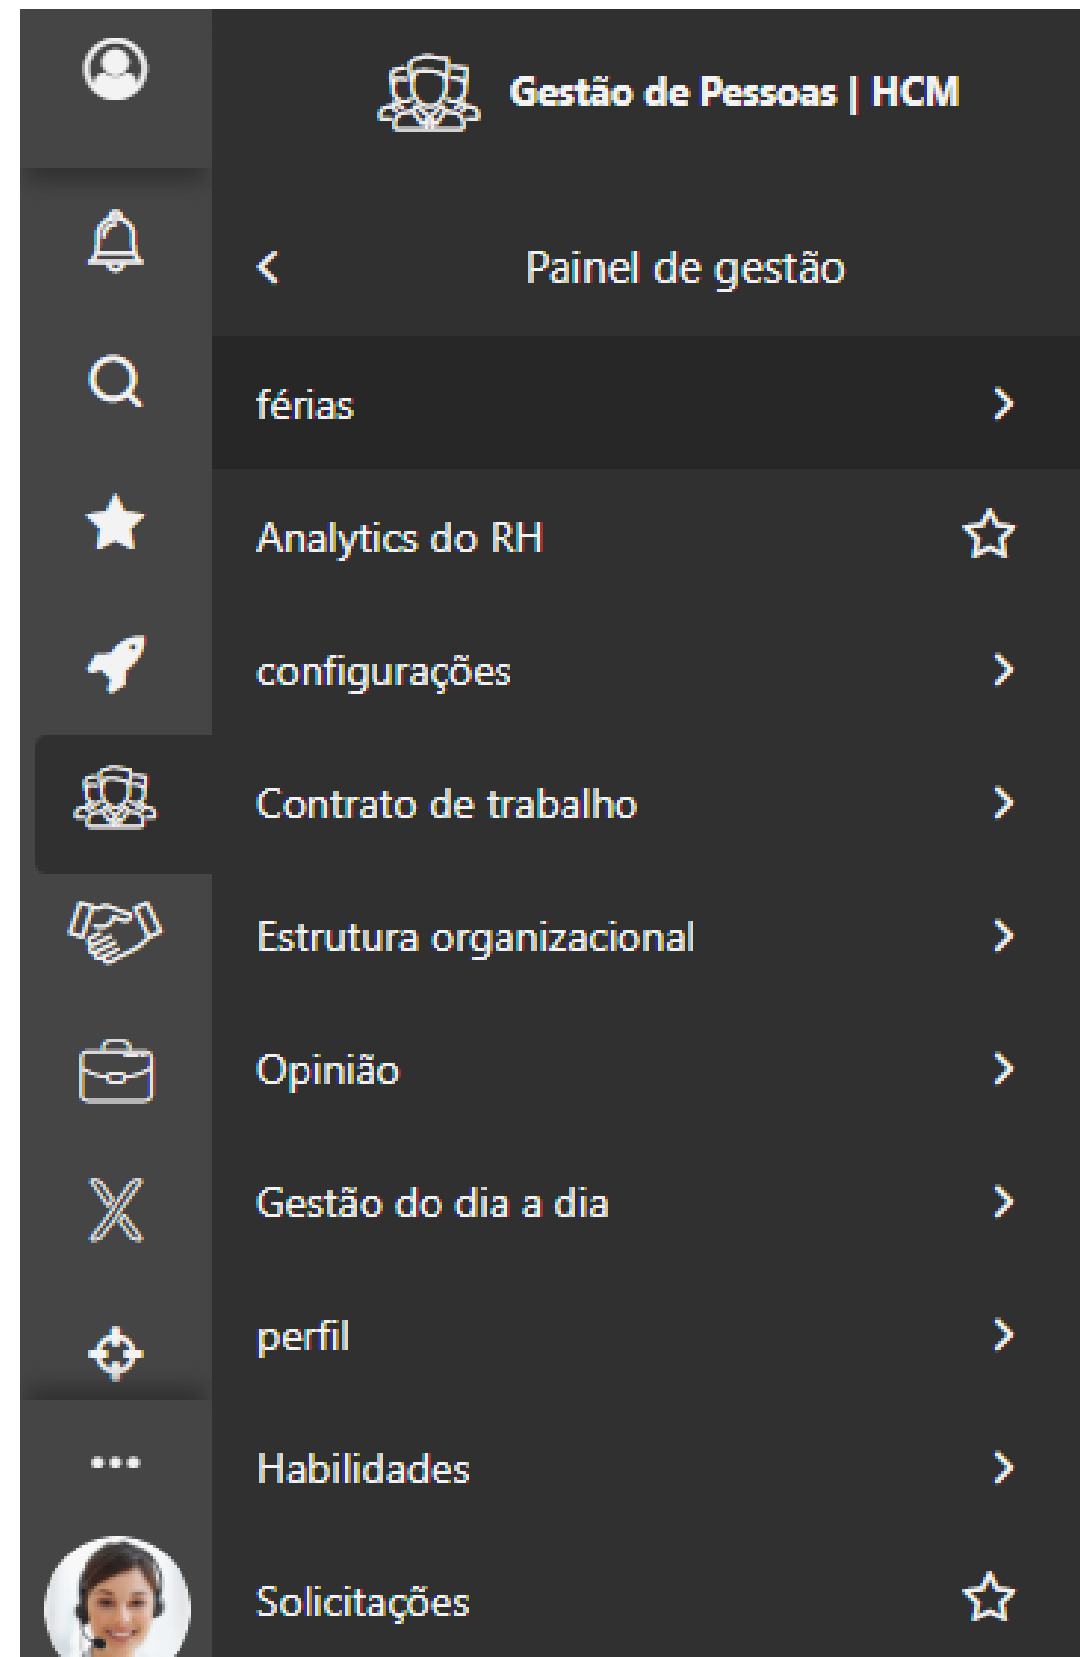 Gestão de Pessoas | HCM
Painel de gestão
férias
Analytics do RH
configurações
Contrato de trabalho
Estrutura organizacional
Opinião
Gestão do dia a dia
perfil
Habilidades
Solicitações